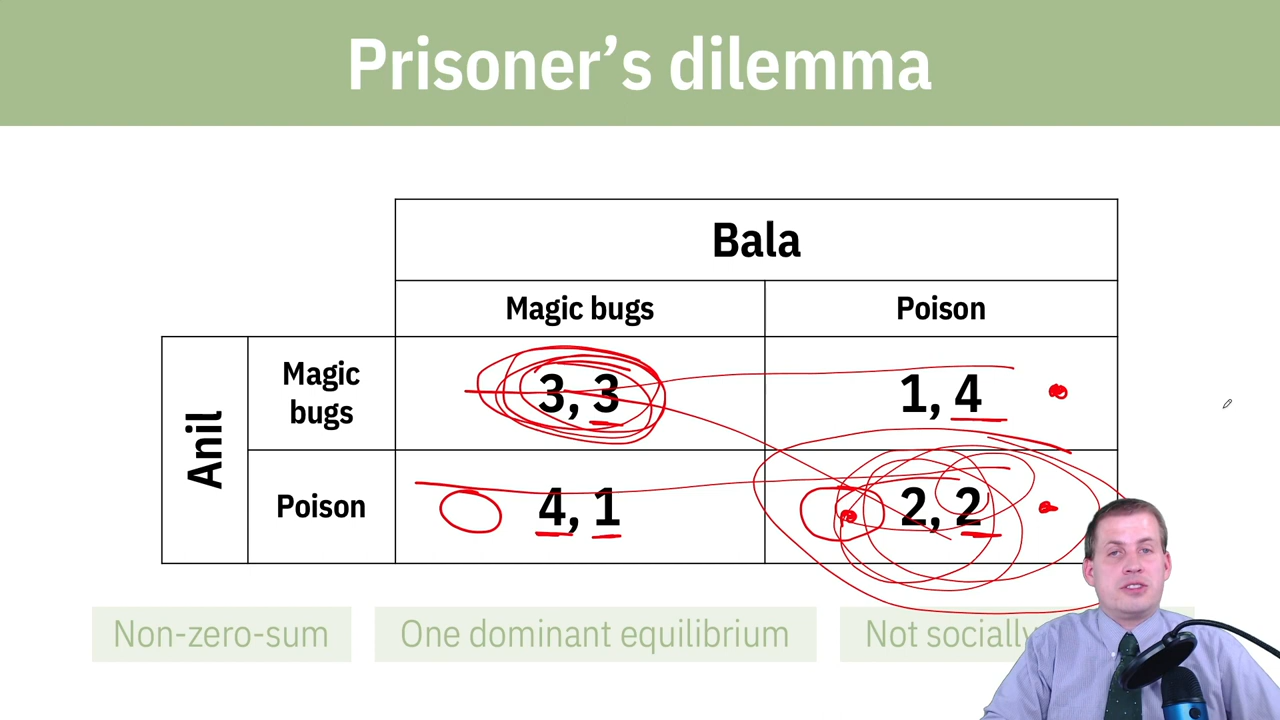 Prisoner’s dilemma
Bala
Magic bugs Poison
Anil
Magic
bugs
3, 3 1, 4
Poison 4, 1 2, 2
Non-zero-sum One dominant equilibrium Not socially